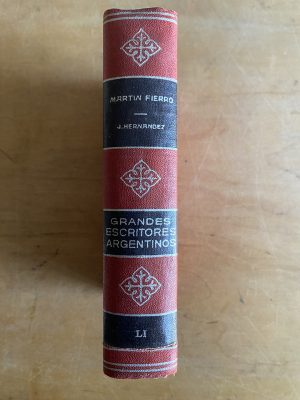 MARTIN FIERRO
J. HERNANDEZ
GRANDES
ESCRITORES
ARGENTINOS
LI